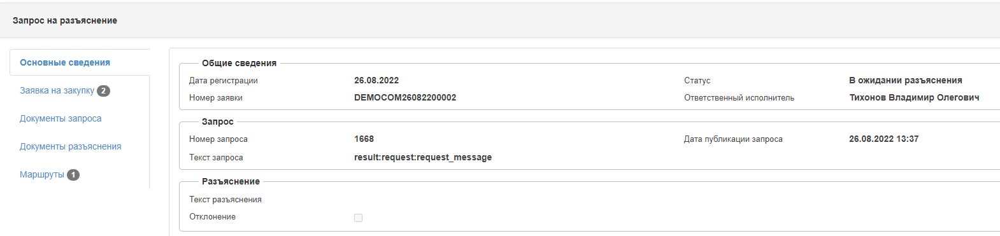 Запрос на разъяснение
Основные сведения
Заявка на закупку 2
Документы запроса
Документы разъяснения
Маршруты 1
Общие сведения
Дата регистрации 26.08.2022 Статус В ожидании разъяснения
Номер заявки DEMOCOM26082200002 Ответственный исполнитель Тихонов Владимир Олегович
Запрос
Номер запроса 1668 Дата публикации запроса 26.08.2022 13:37
Текст запроса result:request:request_message
Разъяснение
Текст разъяснения
Отклонение